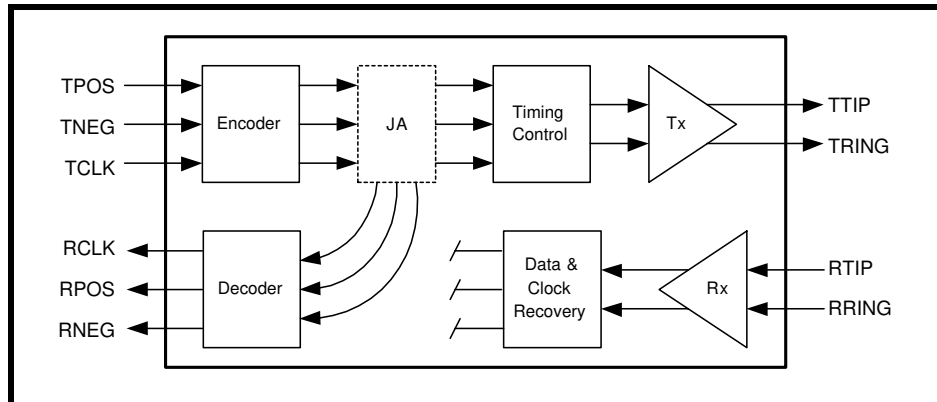 TPOS
TNEG
TCLK
Encoder
JA
Timing
Control
Tx
TTIP
TRING
RCLK
RPOS
RNEG
Decoder
Data &
Clock
Recovery
Rx
RTIP
RRING